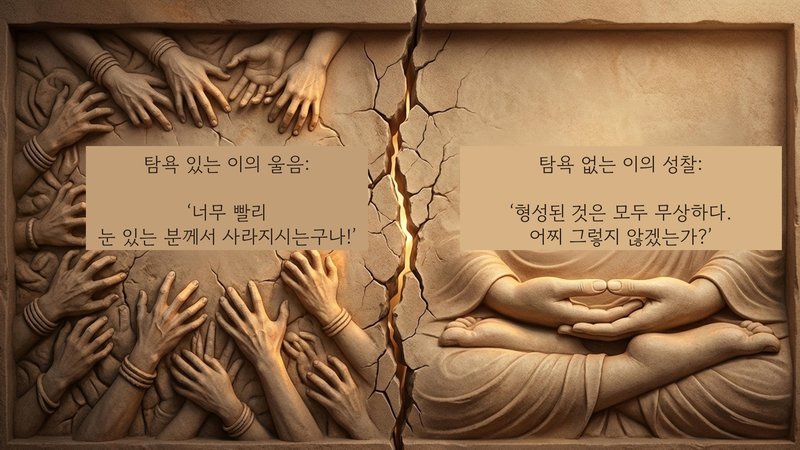 탐욕 있는 이의 울음:
‘너무 빨리
눈 있는 분께서 사라지시는구나!’
탐욕 없는 이의 성찰:
‘형성된 것은 모두 무상하다.
어찌 그렇지 않겠는가?’